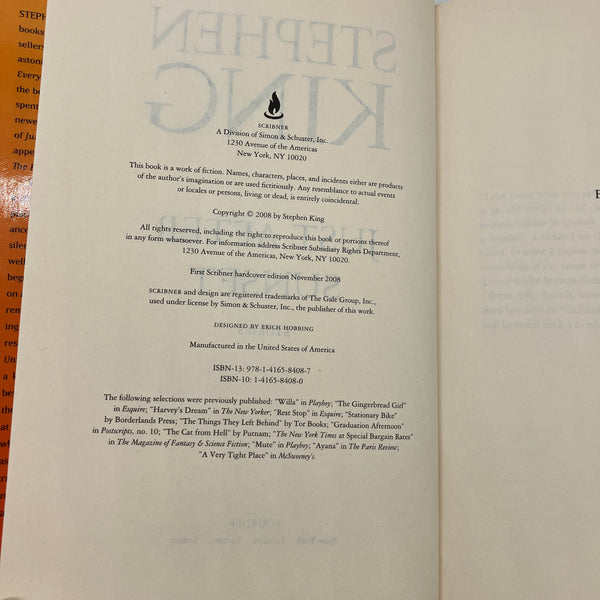 STEPHEN
KING
SCRIBNER
A Division of Simon & Schuster, Inc.
1230 Avenue of the Americas
New York, NY 10020
This book is a work of fiction. Names, characters, places, and incidents either are products
of the author's imagination or are used fictitiously. Any resemblance to actual events
or locales or persons, living or dead, is entirely coincidental.
Copyright © 2008 by Stephen King
All rights reserved, including the right to reproduce this book or portions thereof
in any form whatsoever. For information address Scribner Subsidiary Rights Department,
1230 Avenue of the Americas, New York, NY 10020.
First Scribner hardcover edition November 2008
SCRIBNER and design are registered trademarks of The Gale Group, Inc.,
used under license by Simon & Schuster, Inc., the publisher of this work.
DESIGNED BY ERICH HOBBING
Manufactured in the United States of America
ISBN-13: 978-1-4165-8408-7
ISBN-10: 1-4165-8408-0
The following selections were previously published: "Willa" in Playboy; "The Gingerbread Girl"
in Esquire; "Harvey's Dream" in The New Yorker; "Rest Stop" in Esquire; "Stationary Bike"
by Borderlands Press; "The Things They Left Behind" by Tor Books; "Graduation Afternoon"
in Postscripts, no. 10; "The Cat from Hell" by Putnam; "The New York Times at Special Bargain Rates"
in The Magazine of Fantasy & Science Fiction; "Mute" in Playboy; "Ayana" in The Paris Review;
"A Very Tight Place" in McSweeney's.